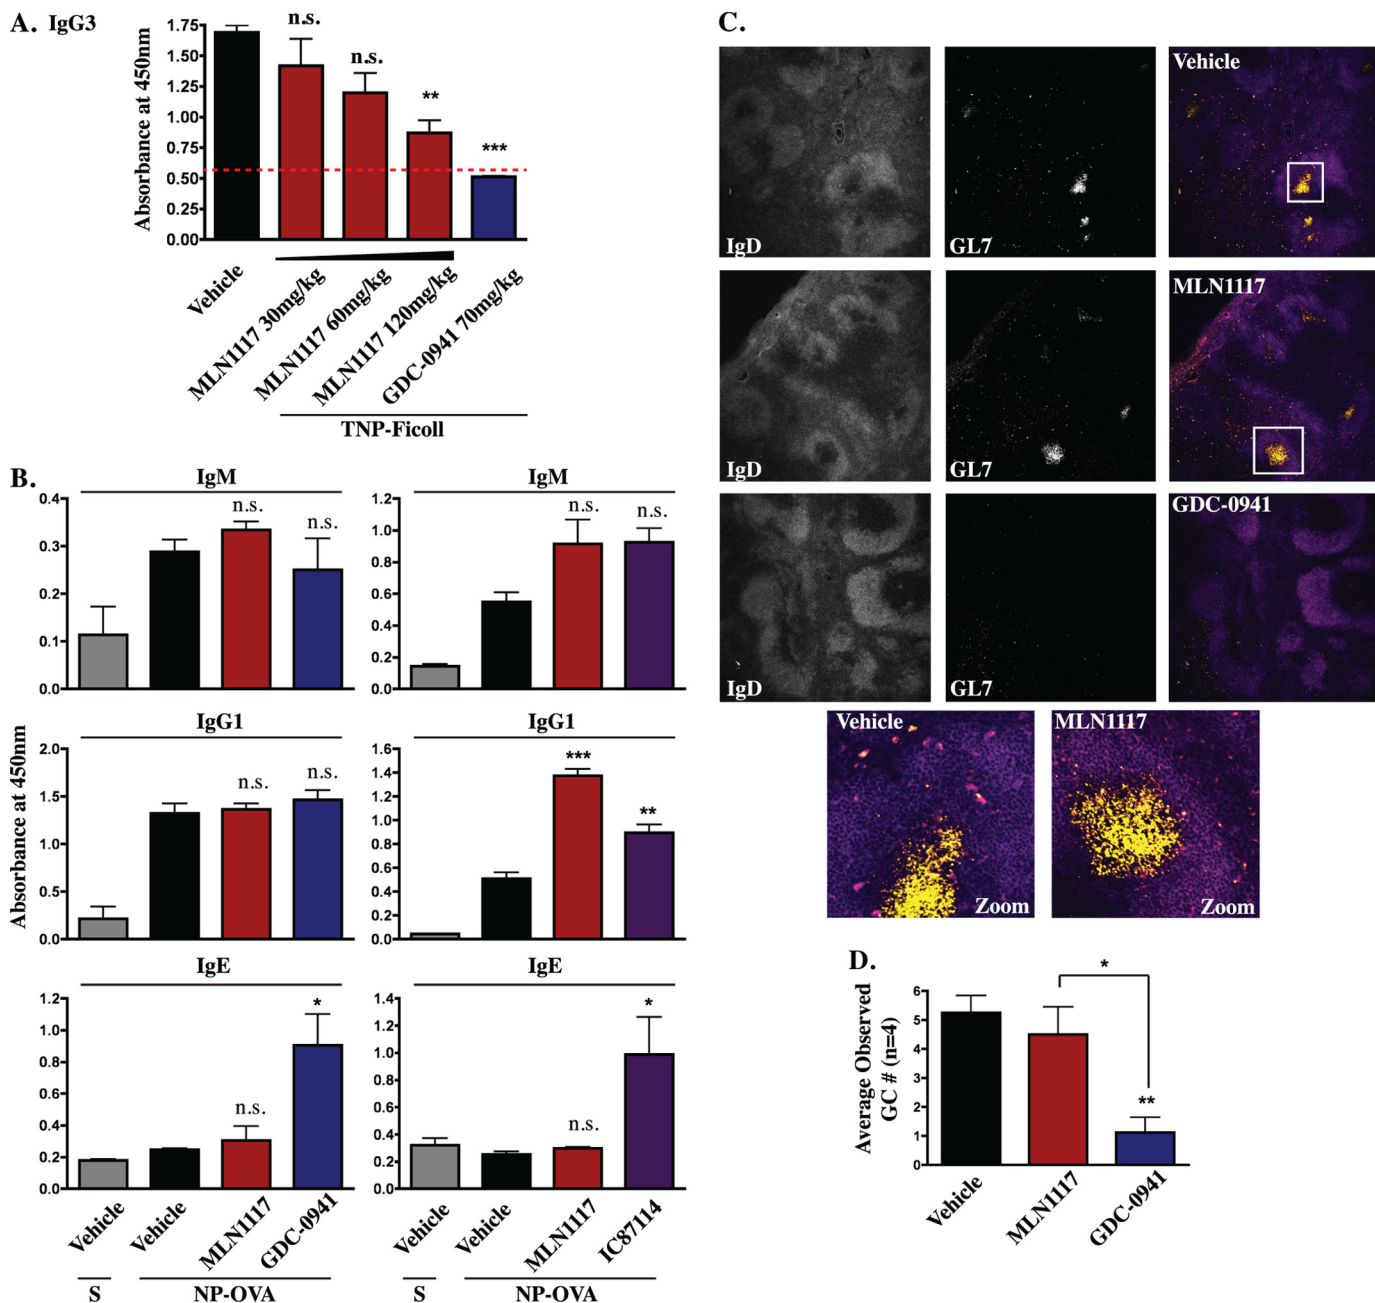 A. IgG3
Absorbance at 450nm
1.75
1.50
1.25
1.00
0.75
0.50
0.25
0.00
n.s.
n.s.
**
***
Vehicle
MLN1117 30mg/kg
MLN1117 60mg/kg
MLN1117 120mg/kg
GDC-0941 70mg/kg
TNP-Ficoll
B.
Absorbance at 450nm
IgM
0.4
0.3
0.2
0.1
0.0
n.s.
n.s.
IgM
1.2
1.0
0.8
0.6
0.4
0.2
0.0
n.s.
n.s.
IgG1
2.0
1.5
1.0
0.5
0.0
n.s.
n.s.
IgG1
1.6
1.4
1.2
1.0
0.8
0.6
0.4
0.2
0.0
***
**
IgE
1.2
1.0
0.8
0.6
0.4
0.2
0.0
n.s.
*
IgE
1.4
1.2
1.0
0.8
0.6
0.4
0.2
0.0
n.s.
*
Vehicle
Vehicle
MLN1117
GDC-0941
S
NP-OVA
Vehicle
Vehicle
MLN1117
IC87114
S
NP-OVA
C.
IgD
GL7
Vehicle
IgD
GL7
MLN1117
IgD
GL7
GDC-0941
Vehicle
Zoom
MLN1117
Zoom
D.
Average Observed
GC # (n=4)
6
5
4
3
2
1
0
*
**
Vehicle
MLN1117
GDC-0941